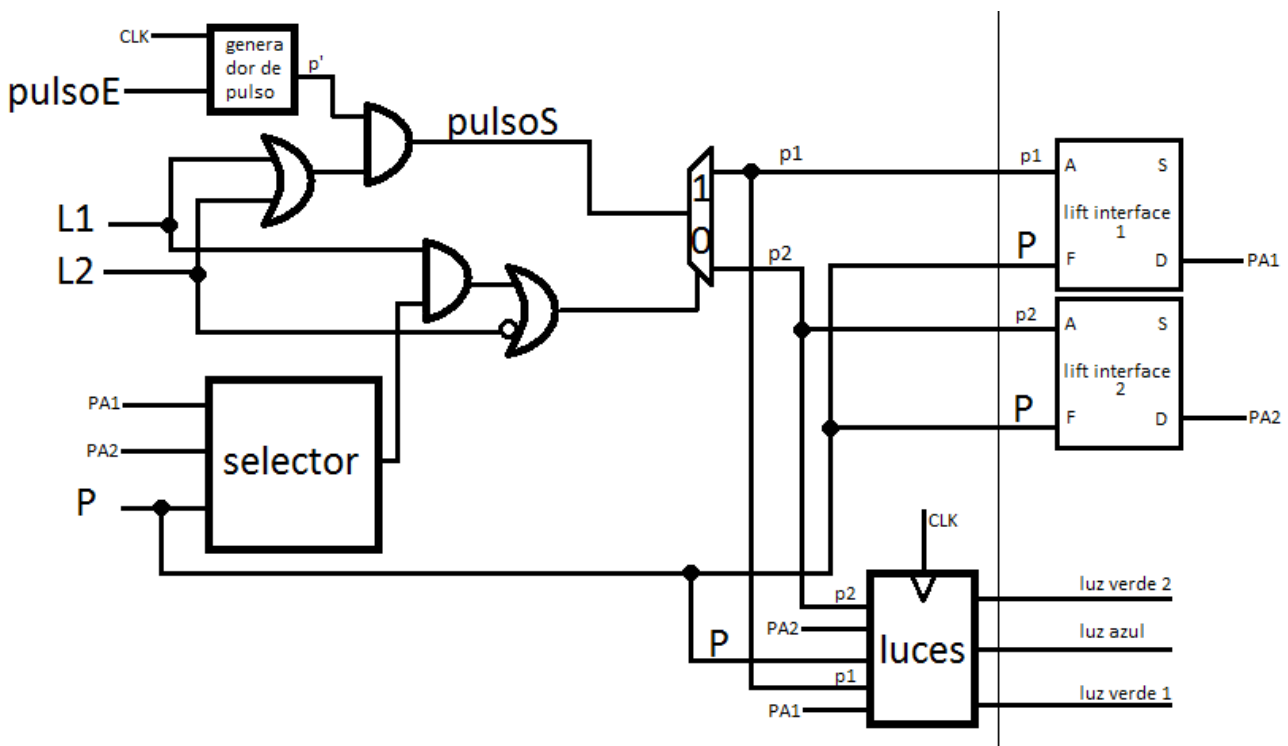 CLK
genera
dor de
pulso
p'
pulsoE
pulsoS
L1
L2
1
0
p1
p2
p1
A
S
lift interface
1
P
F
D
PA1
p2
A
S
lift interface
2
P
F
D
PA2
PA1
PA2
P
selector
CLK
p2
PA2
P
p1
PA1
luces
luz verde 2
luz azul
luz verde 1